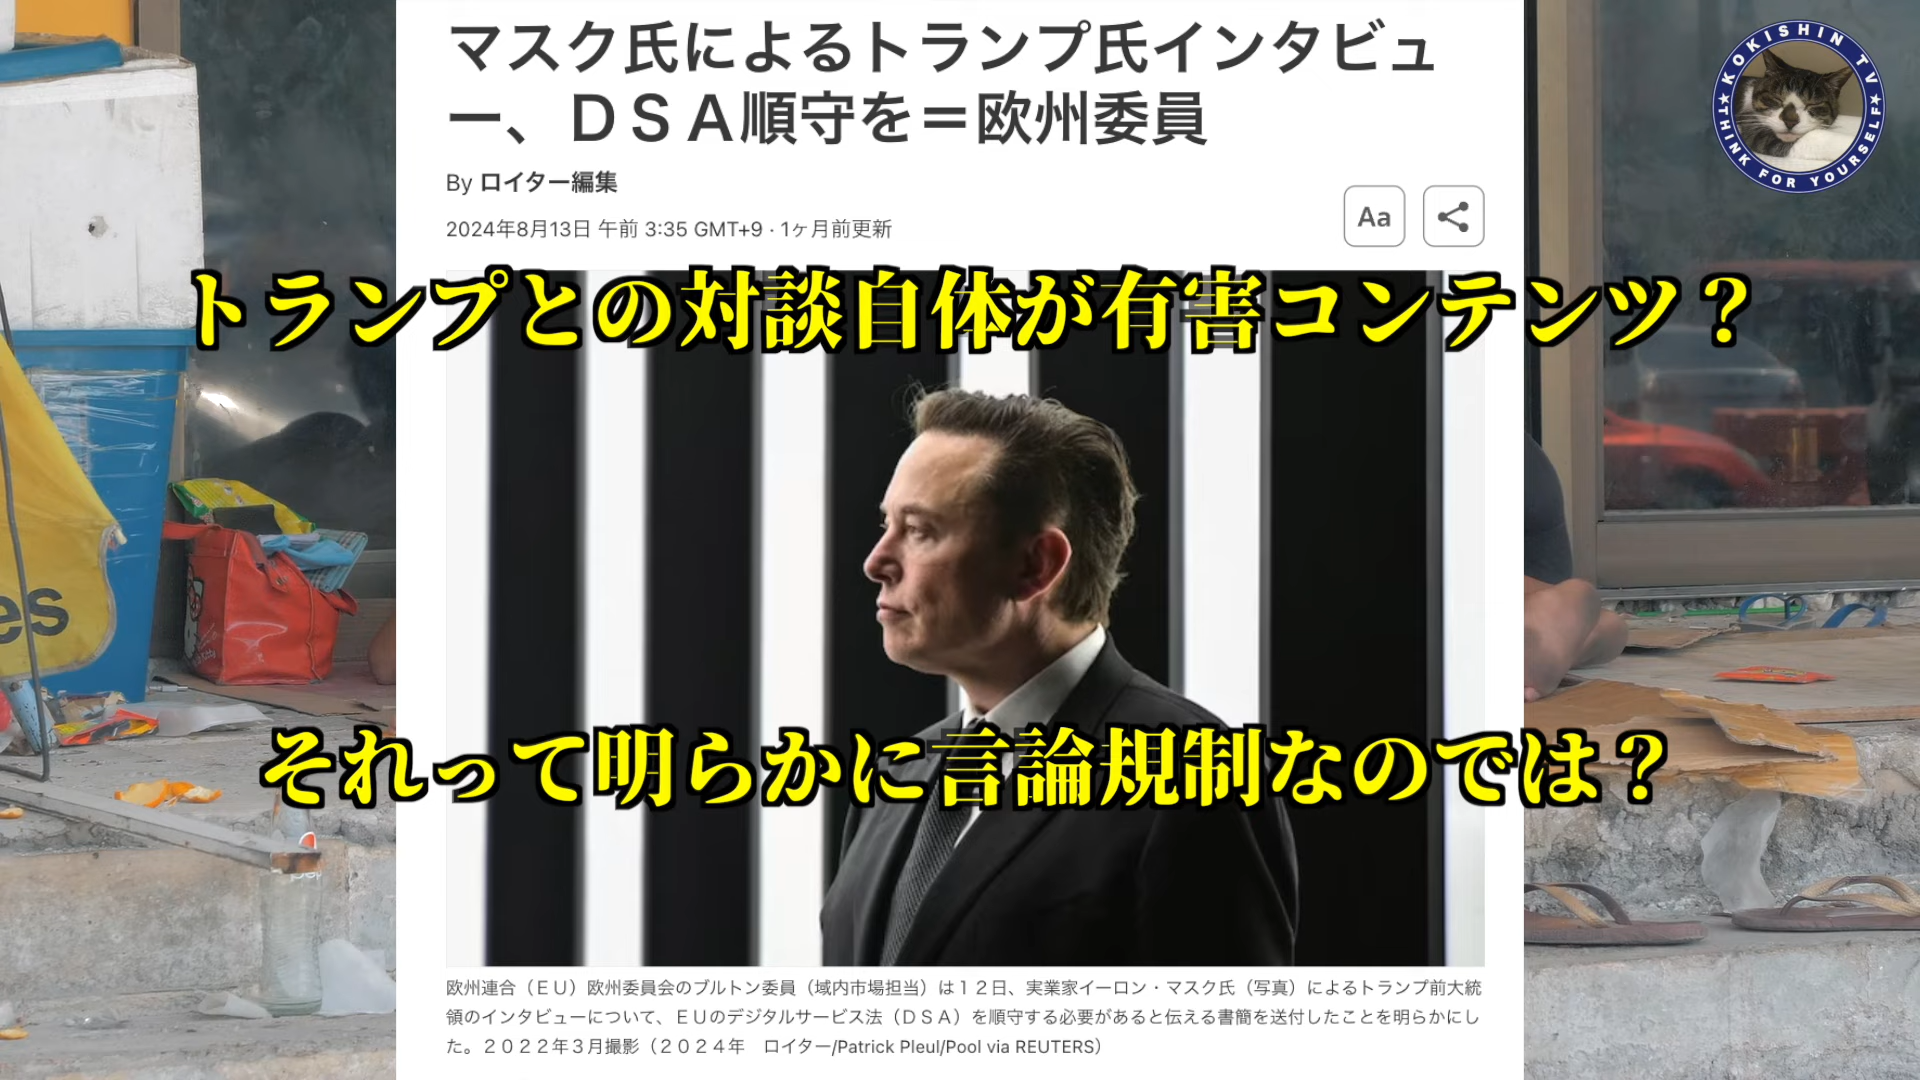 マスク氏によるトランプ氏インタビュ
ー、ＤＳＡ順守を＝欧州委員
By ロイター編集
2024年8月13日 午前 3:35 GMT+9 · 1ヶ月前更新
Aa
KOKISHIN TV
THINK FOR YOURSELF
トランプとの対談自体が有害コンテンツ？
es
それって明らかに言論規制なのでは？
欧州連合（ＥＵ）欧州委員会のブルトン委員（域内市場担当）は１２日、実業家イーロン・マスク氏（写真）によるトランプ前大統
領のインタビューについて、ＥＵのデジタルサービス法（ＤＳＡ）を順守する必要があると伝える書簡を送付したことを明らかにし
た。２０２２年３月撮影（２０２４年　ロイター/Patrick Pleul/Pool via REUTERS）